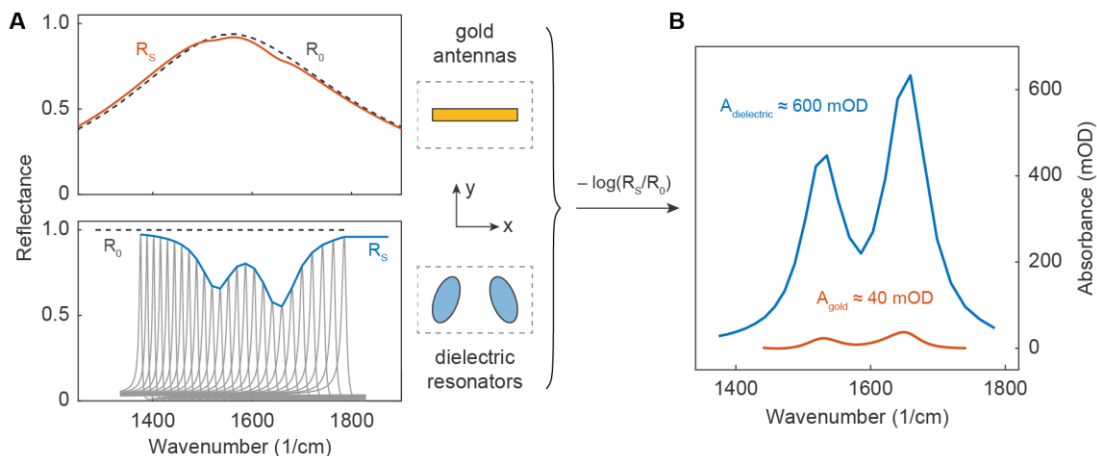 A
1.0
0.5
0
R_S
R_0
gold
antennas
Reflectance
y
x
1.0
0.5
0
R_0
R_S
1400
1600
1800
Wavenumber (1/cm)
dielectric
resonators
– log(R_S/R_0)
B
A_dielectric ≈ 600 mOD
A_gold ≈ 40 mOD
600
400
200
0
Absorbance (mOD)
1400
1600
1800
Wavenumber (1/cm)